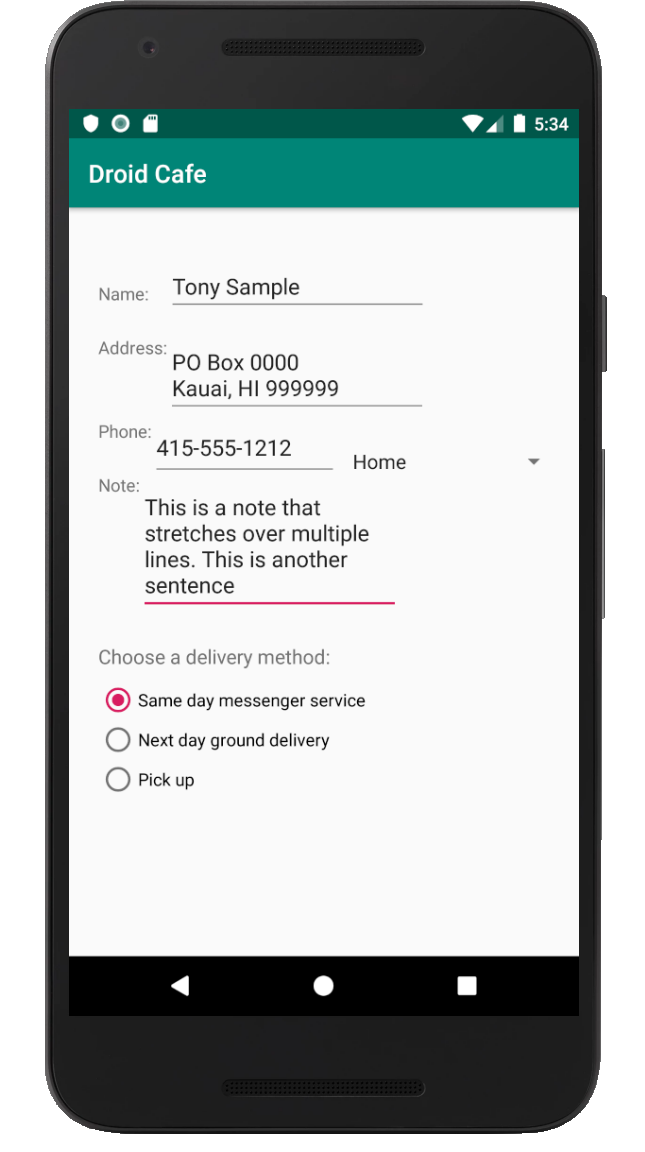 5:34
Droid Cafe
Name: Tony Sample
Address:
PO Box 0000
Kauai, HI 999999
Phone: 415-555-1212 Home
Note:
This is a note that
stretches over multiple
lines. This is another
sentence
Choose a delivery method:
Same day messenger service
Next day ground delivery
Pick up